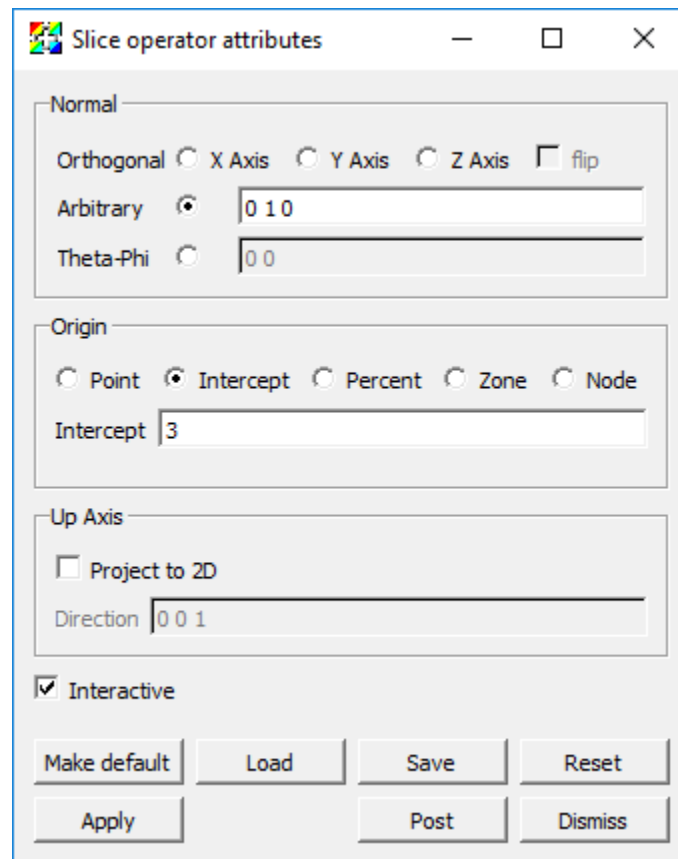 Slice operator attributes
Normal
Orthogonal X Axis Y Axis Z Axis flip
Arbitrary 0 1 0
Theta-Phi 0 0
Origin
Point Intercept Percent Zone Node
Intercept 3
Up Axis
Project to 2D
Direction 0 0 1
Interactive
Make default Load Save Reset
Apply Post Dismiss